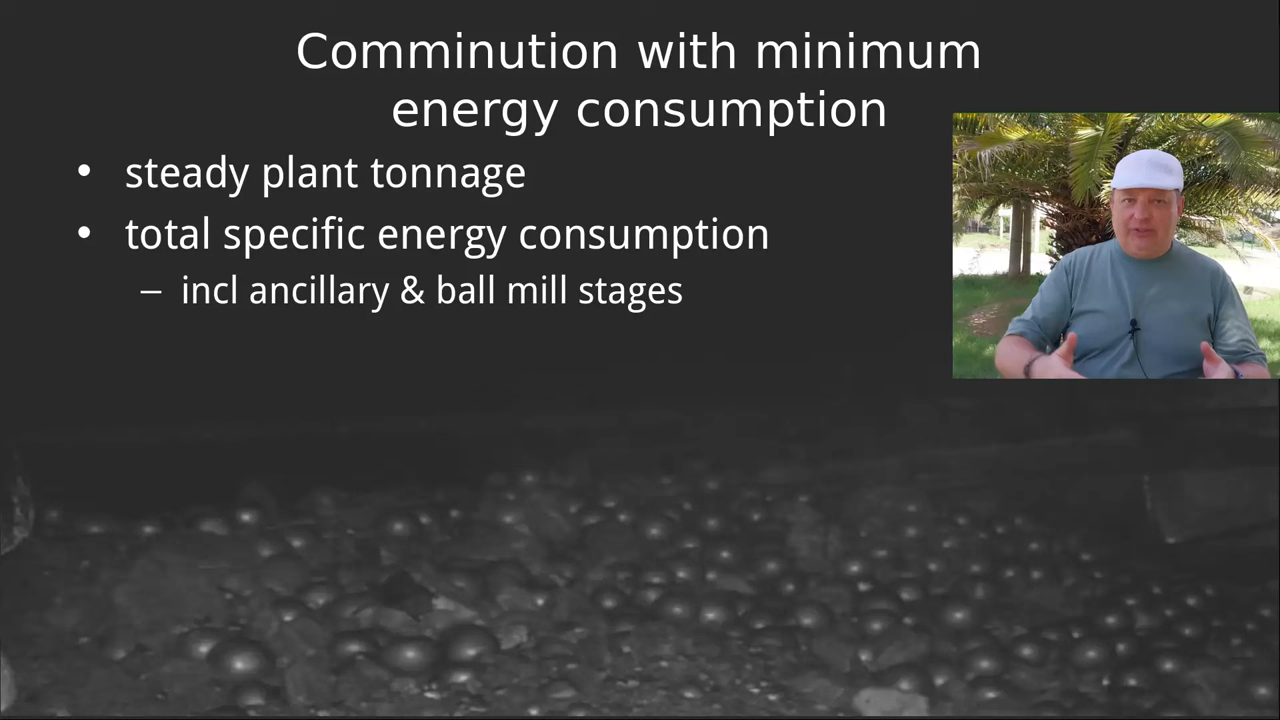 Comminution with minimum
energy consumption
• steady plant tonnage
• total specific energy consumption
– incl ancillary & ball mill stages